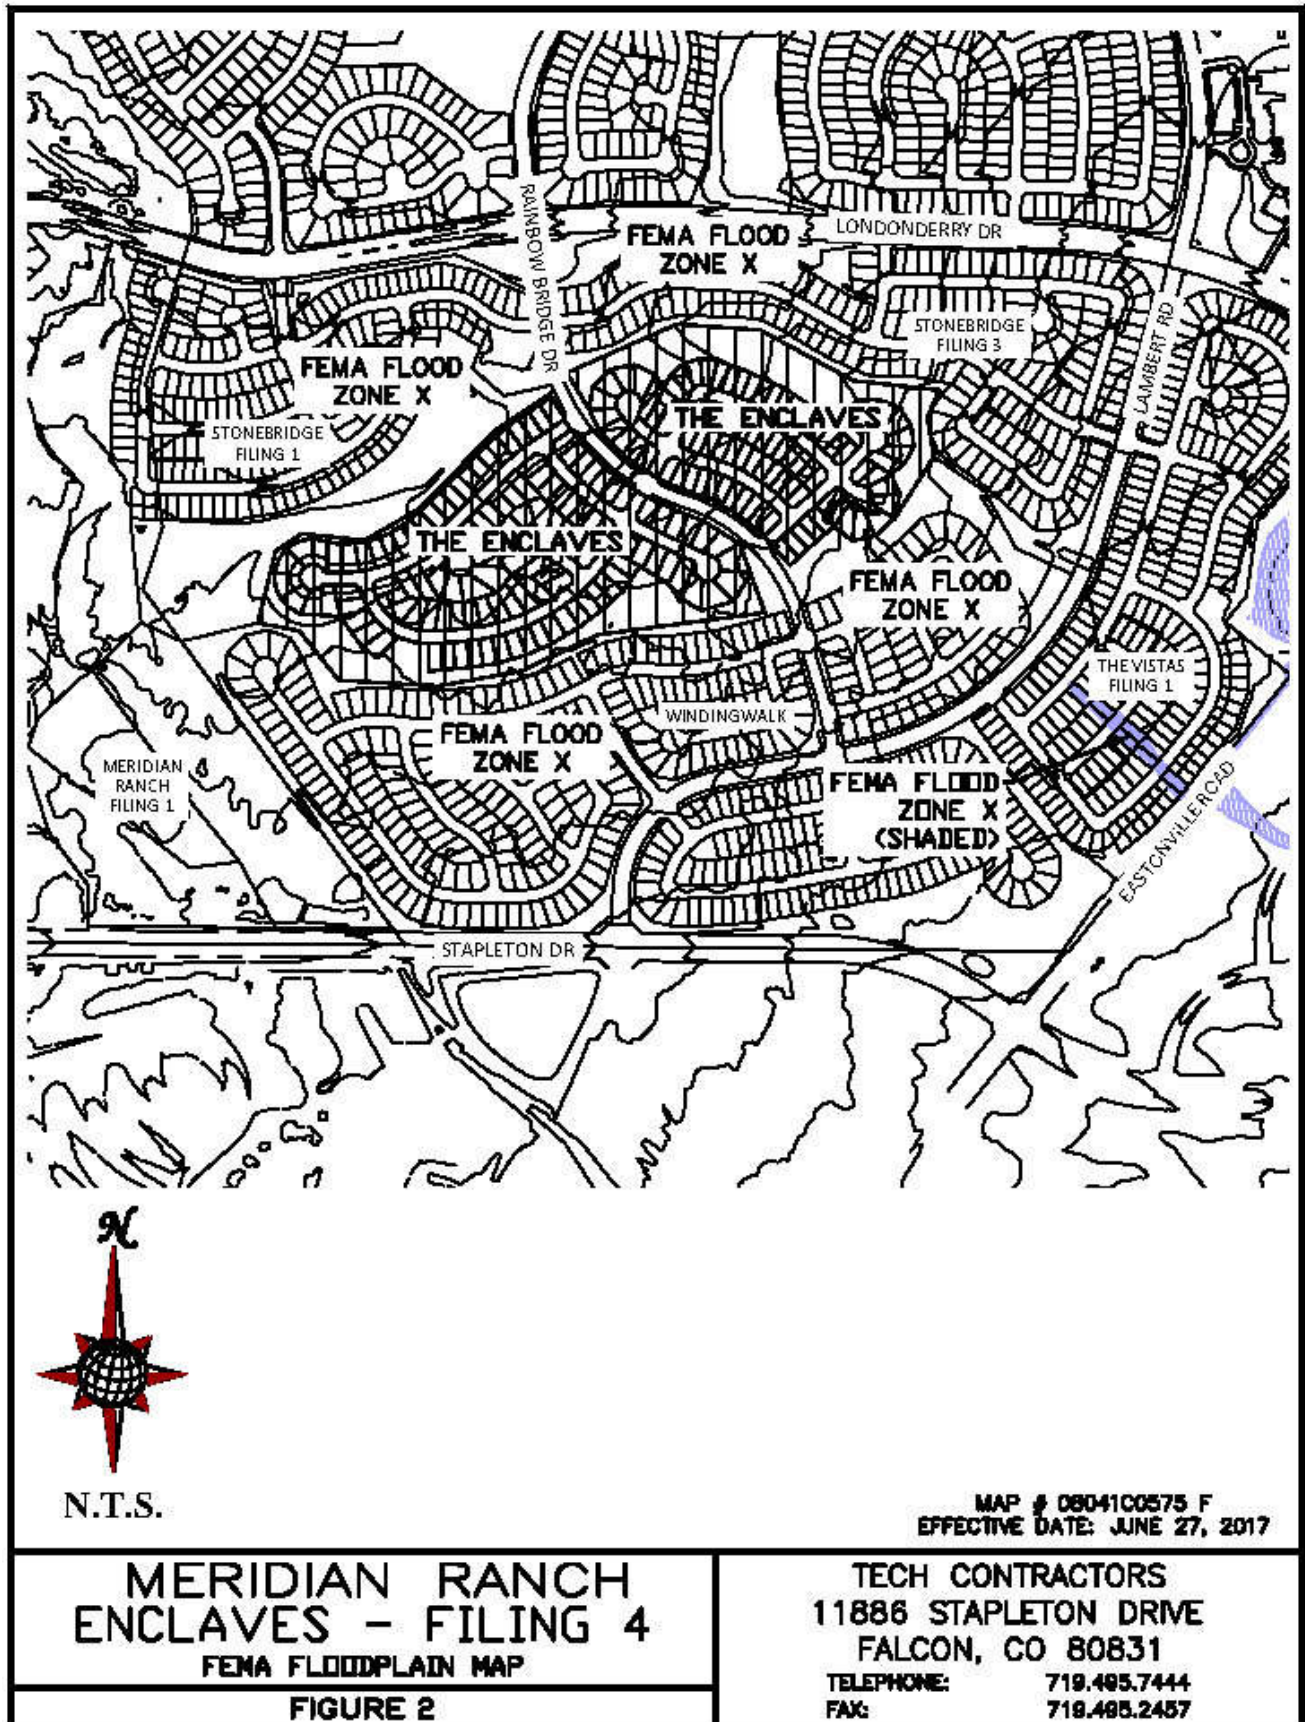 RAINBOW BRIDGE DR
FEMA FLOOD
ZONE X
LONDONDERRY DR
STONEBRIDGE
FILING 3
LAMBERT RD
FEMA FLOOD
ZONE X
STONEBRIDGE
FILING 1
THE ENCLAVES
THE ENCLAVES
FEMA FLOOD
ZONE X
THE VISTAS
FILING 1
WINDINGWALK
FEMA FLOOD
ZONE X
MERIDIAN
RANCH
FILING 1
FEMA FLOOD
ZONE X
(SHADED)
EASTONVILLE ROAD
STAPLETON DR
N
N.T.S.
MAP # 08041C0575 F
EFFECTIVE DATE: JUNE 27, 2017
MERIDIAN RANCH
ENCLAVES - FILING 4
FEMA FLOODPLAIN MAP
FIGURE 2
TECH CONTRACTORS
11886 STAPLETON DRIVE
FALCON, CO 80831
TELEPHONE: 719.495.7444
FAX: 719.495.2457